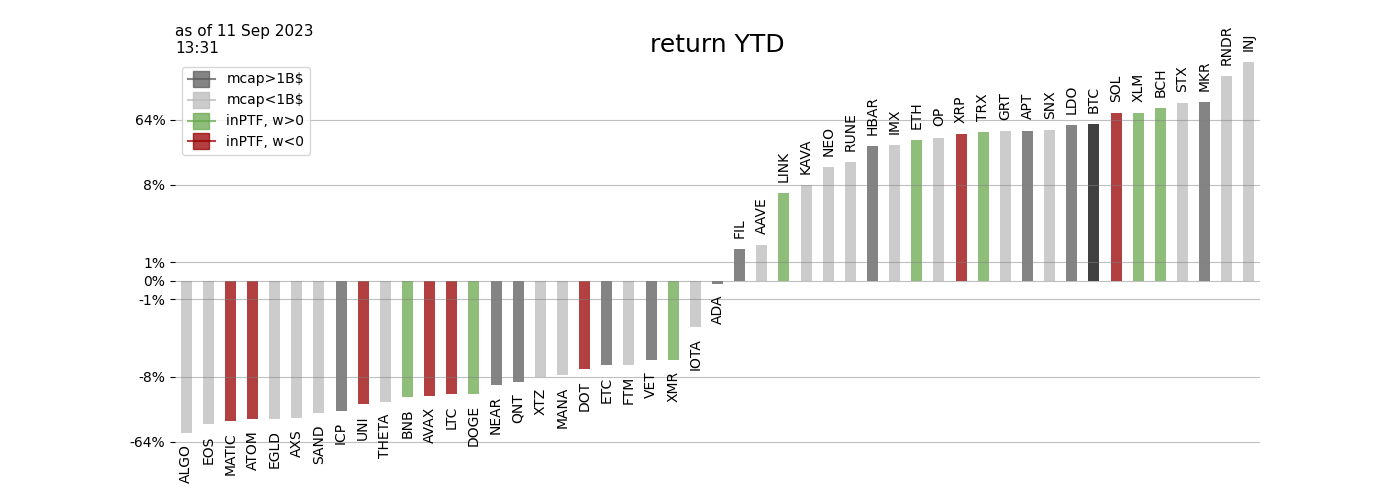 as of 11 Sep 2023
13:31
return YTD
mcap>1B$
mcap<1B$
inPTF, w>0
inPTF, w<0
64%
8%
1%
0%
-1%
-8%
-64%
ALGO
EOS
MATIC
ATOM
EGLD
AXS
SAND
ICP
UNI
THETA
BNB
AVAX
LTC
DOGE
NEAR
QNT
XTZ
MANA
DOT
ETC
FTM
VET
XMR
IOTA
ADA
FIL
AAVE
LINK
KAVA
NEO
RUNE
HBAR
IMX
ETH
OP
XRP
TRX
GRT
APT
SNX
LDO
BTC
SOL
XLM
BCH
STX
MKR
RNDR
INJ